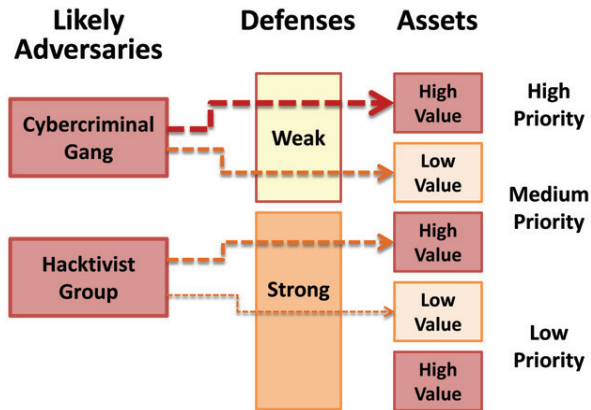 Likely
Adversaries
Defenses
Assets
Cybercriminal
Gang
Weak
High
Value
High
Priority
Low
Value
Medium
Priority
Hacktivist
Group
Strong
High
Value
Low
Value
Low
Priority
High
Value